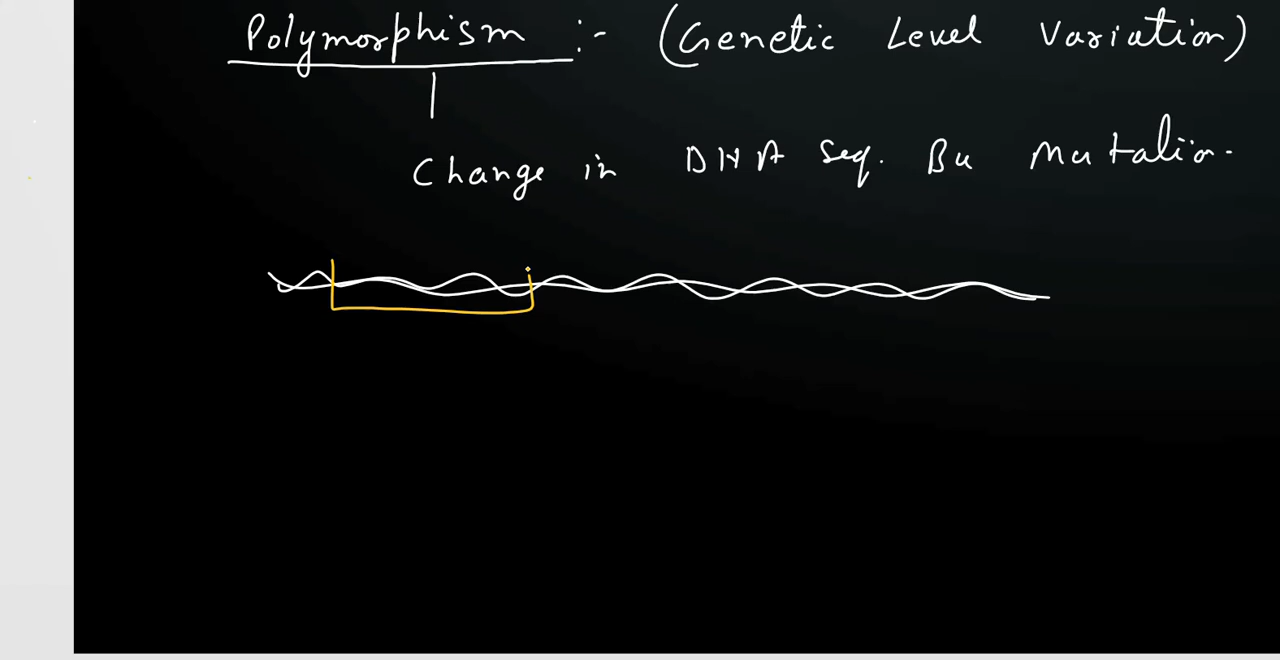 Polymorphism :- (Genetic Level Variation)
Change in DNA Seq. Bu Mutation.